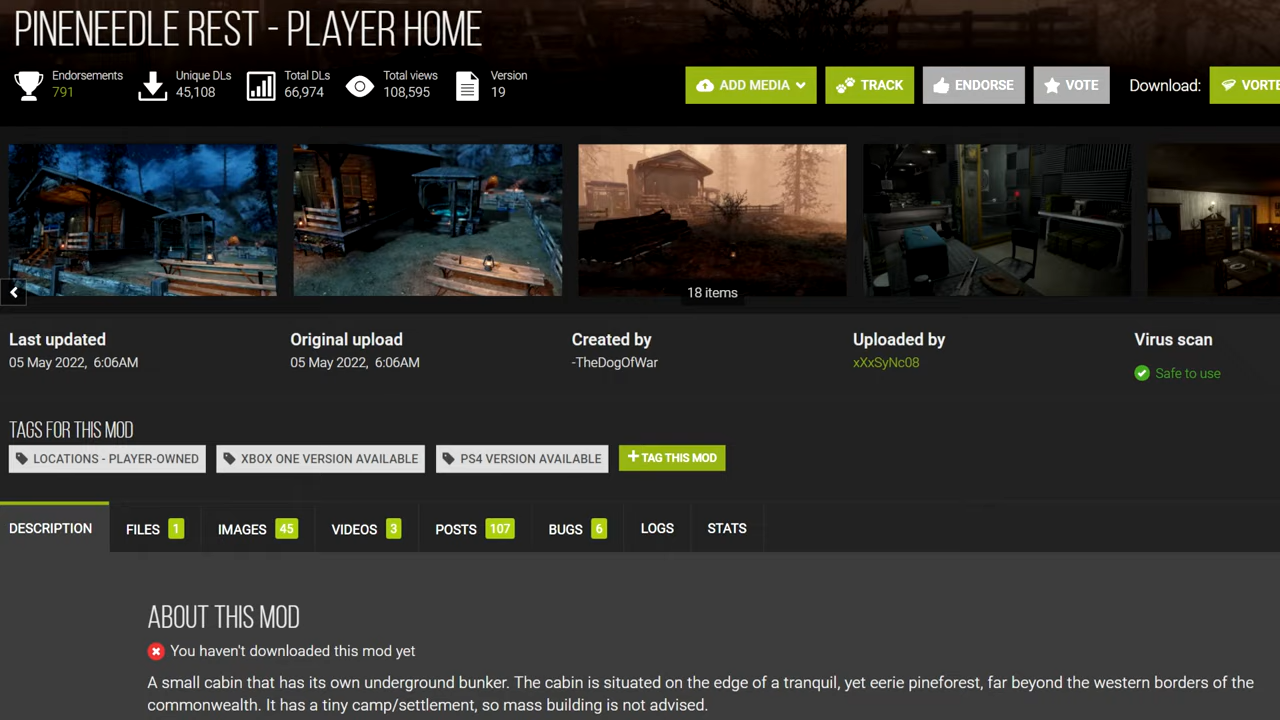 PINENEEDLE REST - PLAYER HOME
Endorsements
791
Unique DLs
45,108
Total DLs
66,974
Total views
108,595
Version
19
ADD MEDIA
TRACK
ENDORSE
VOTE
Download:
VORTE
18 items
Last updated
05 May 2022, 6:06AM
Original upload
05 May 2022, 6:06AM
Created by
-TheDogOfWar
Uploaded by
xXxSyNc08
Virus scan
Safe to use
TAGS FOR THIS MOD
LOCATIONS - PLAYER-OWNED
XBOX ONE VERSION AVAILABLE
PS4 VERSION AVAILABLE
+ TAG THIS MOD
DESCRIPTION
FILES 1
IMAGES 45
VIDEOS 3
POSTS 107
BUGS 6
LOGS
STATS
ABOUT THIS MOD
You haven't downloaded this mod yet
A small cabin that has its own underground bunker. The cabin is situated on the edge of a tranquil, yet eerie pineforest, far beyond the western borders of the
commonwealth. It has a tiny camp/settlement, so mass building is not advised.